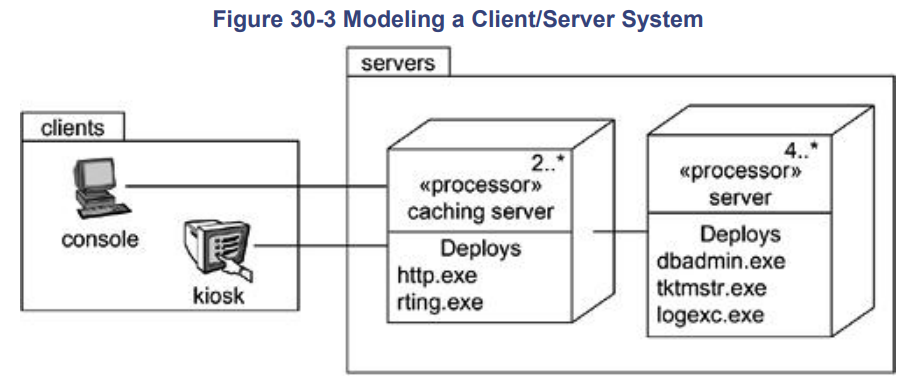 Figure 30-3 Modeling a Client/Server System
servers
clients
console
kiosk
2..*
«processor»
caching server
Deploys
http.exe
rting.exe
4..*
«processor»
server
Deploys
dbadmin.exe
tktmstr.exe
logexc.exe